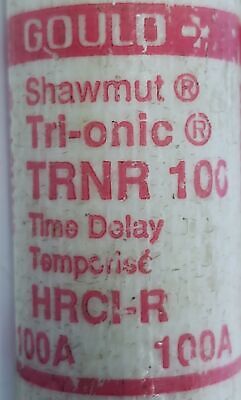 GOULD
Shawmut ®
Tri-onic ®
TRNR 100
Time Delay
Temporisé
HRCI-R
100A 100A